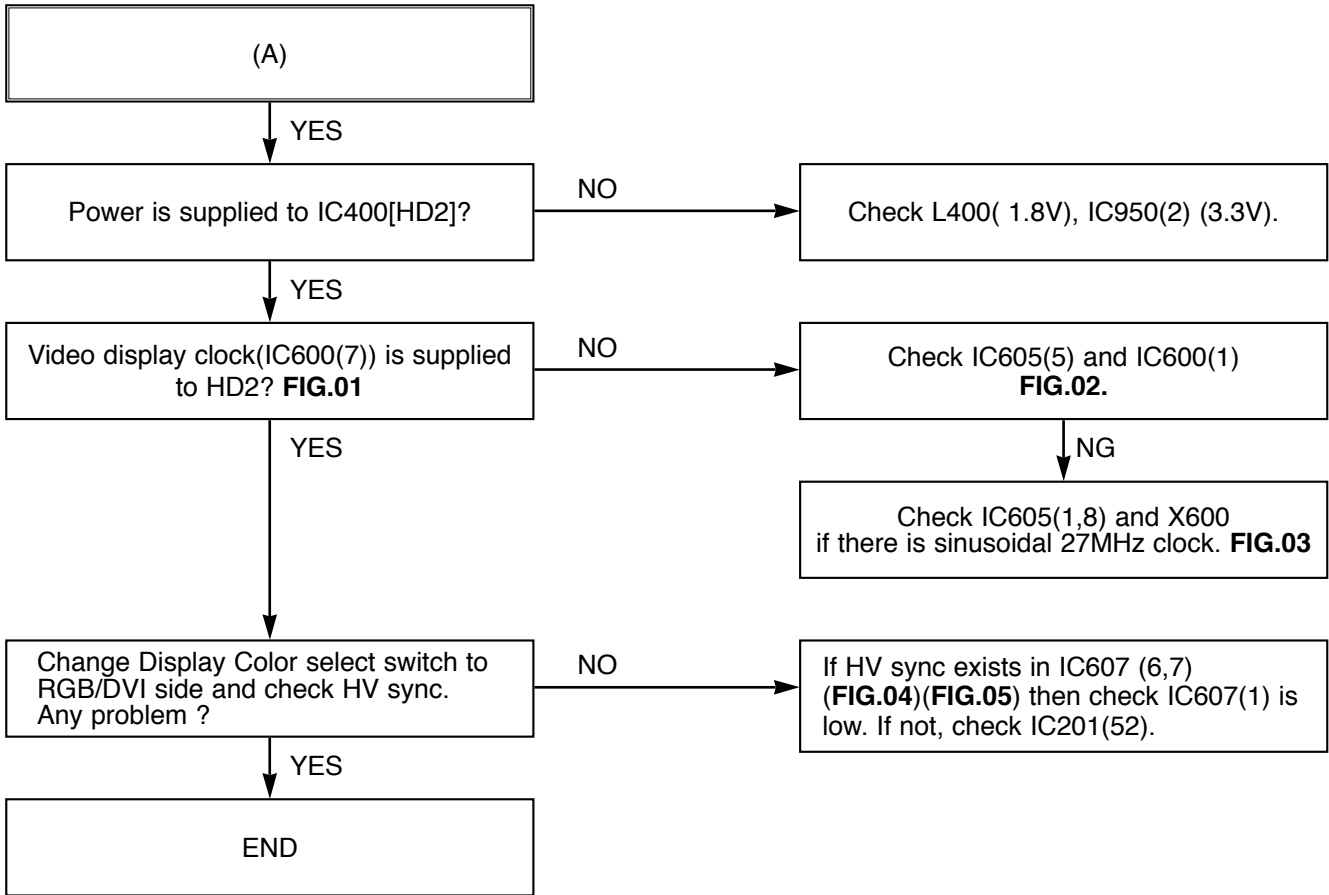 (A)
YES
Power is supplied to IC400[HD2]?
NO
Check L400( 1.8V), IC950(2) (3.3V).
YES
Video display clock(IC600(7)) is supplied
to HD2? FIG.01
NO
Check IC605(5) and IC600(1)
FIG.02.
YES
NG
Check IC605(1,8) and X600
if there is sinusoidal 27MHz clock. FIG.03
Change Display Color select switch to
RGB/DVI side and check HV sync.
Any problem ?
NO
If HV sync exists in IC607 (6,7)
(FIG.04)(FIG.05) then check IC607(1) is
low. If not, check IC201(52).
YES
END